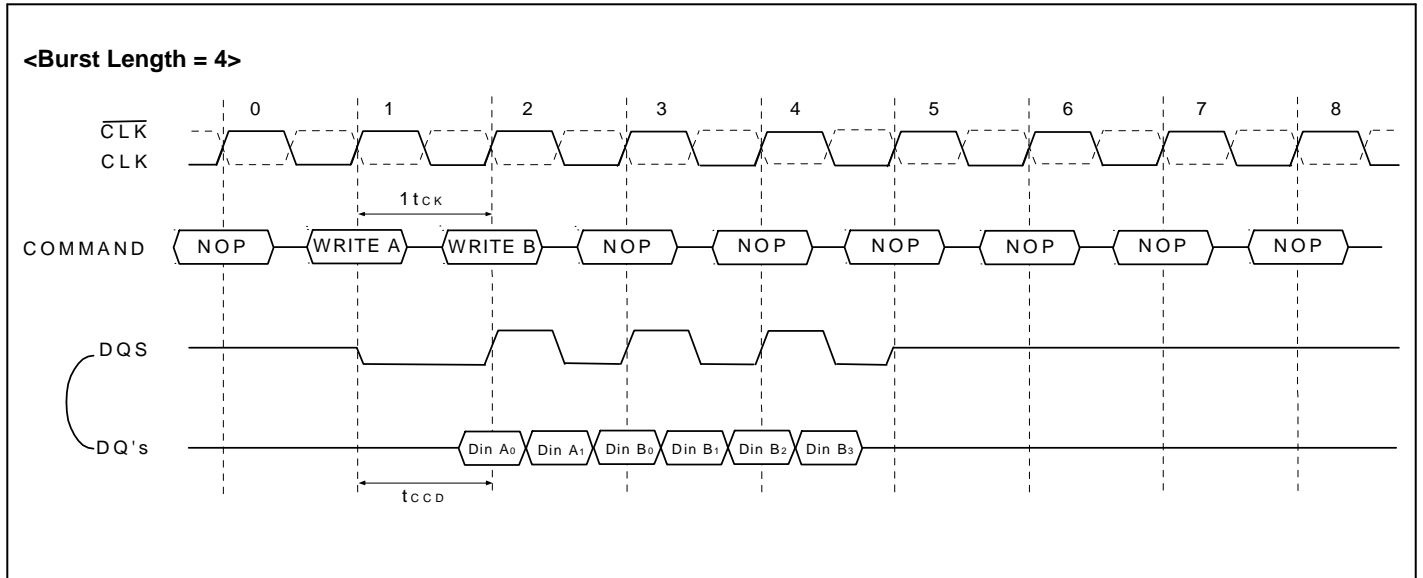 <Burst Length = 4>
0 1 2 3 4 5 6 7 8
CLK
CLK
1tCK
COMMAND NOP WRITE A WRITE B NOP NOP NOP NOP NOP NOP
DQS
DQ's Din A0 Din A1 Din B0 Din B1 Din B2 Din B3
tCCD